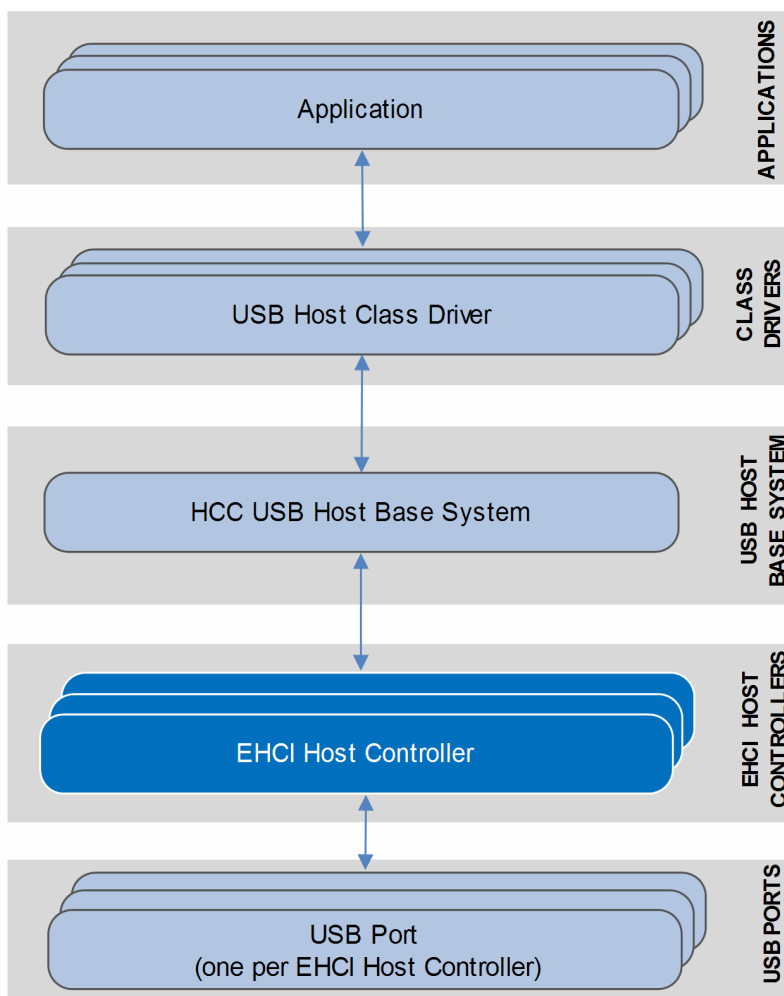 Application
APPLICATIONS
USB Host Class Driver
CLASS
DRIVERS
HCC USB Host Base System
USB HOST
BASE SYSTEM
EHCI Host Controller
EHCI HOST
CONTROLLERS
USB Port
(one per EHCI Host Controller)
USB PORTS